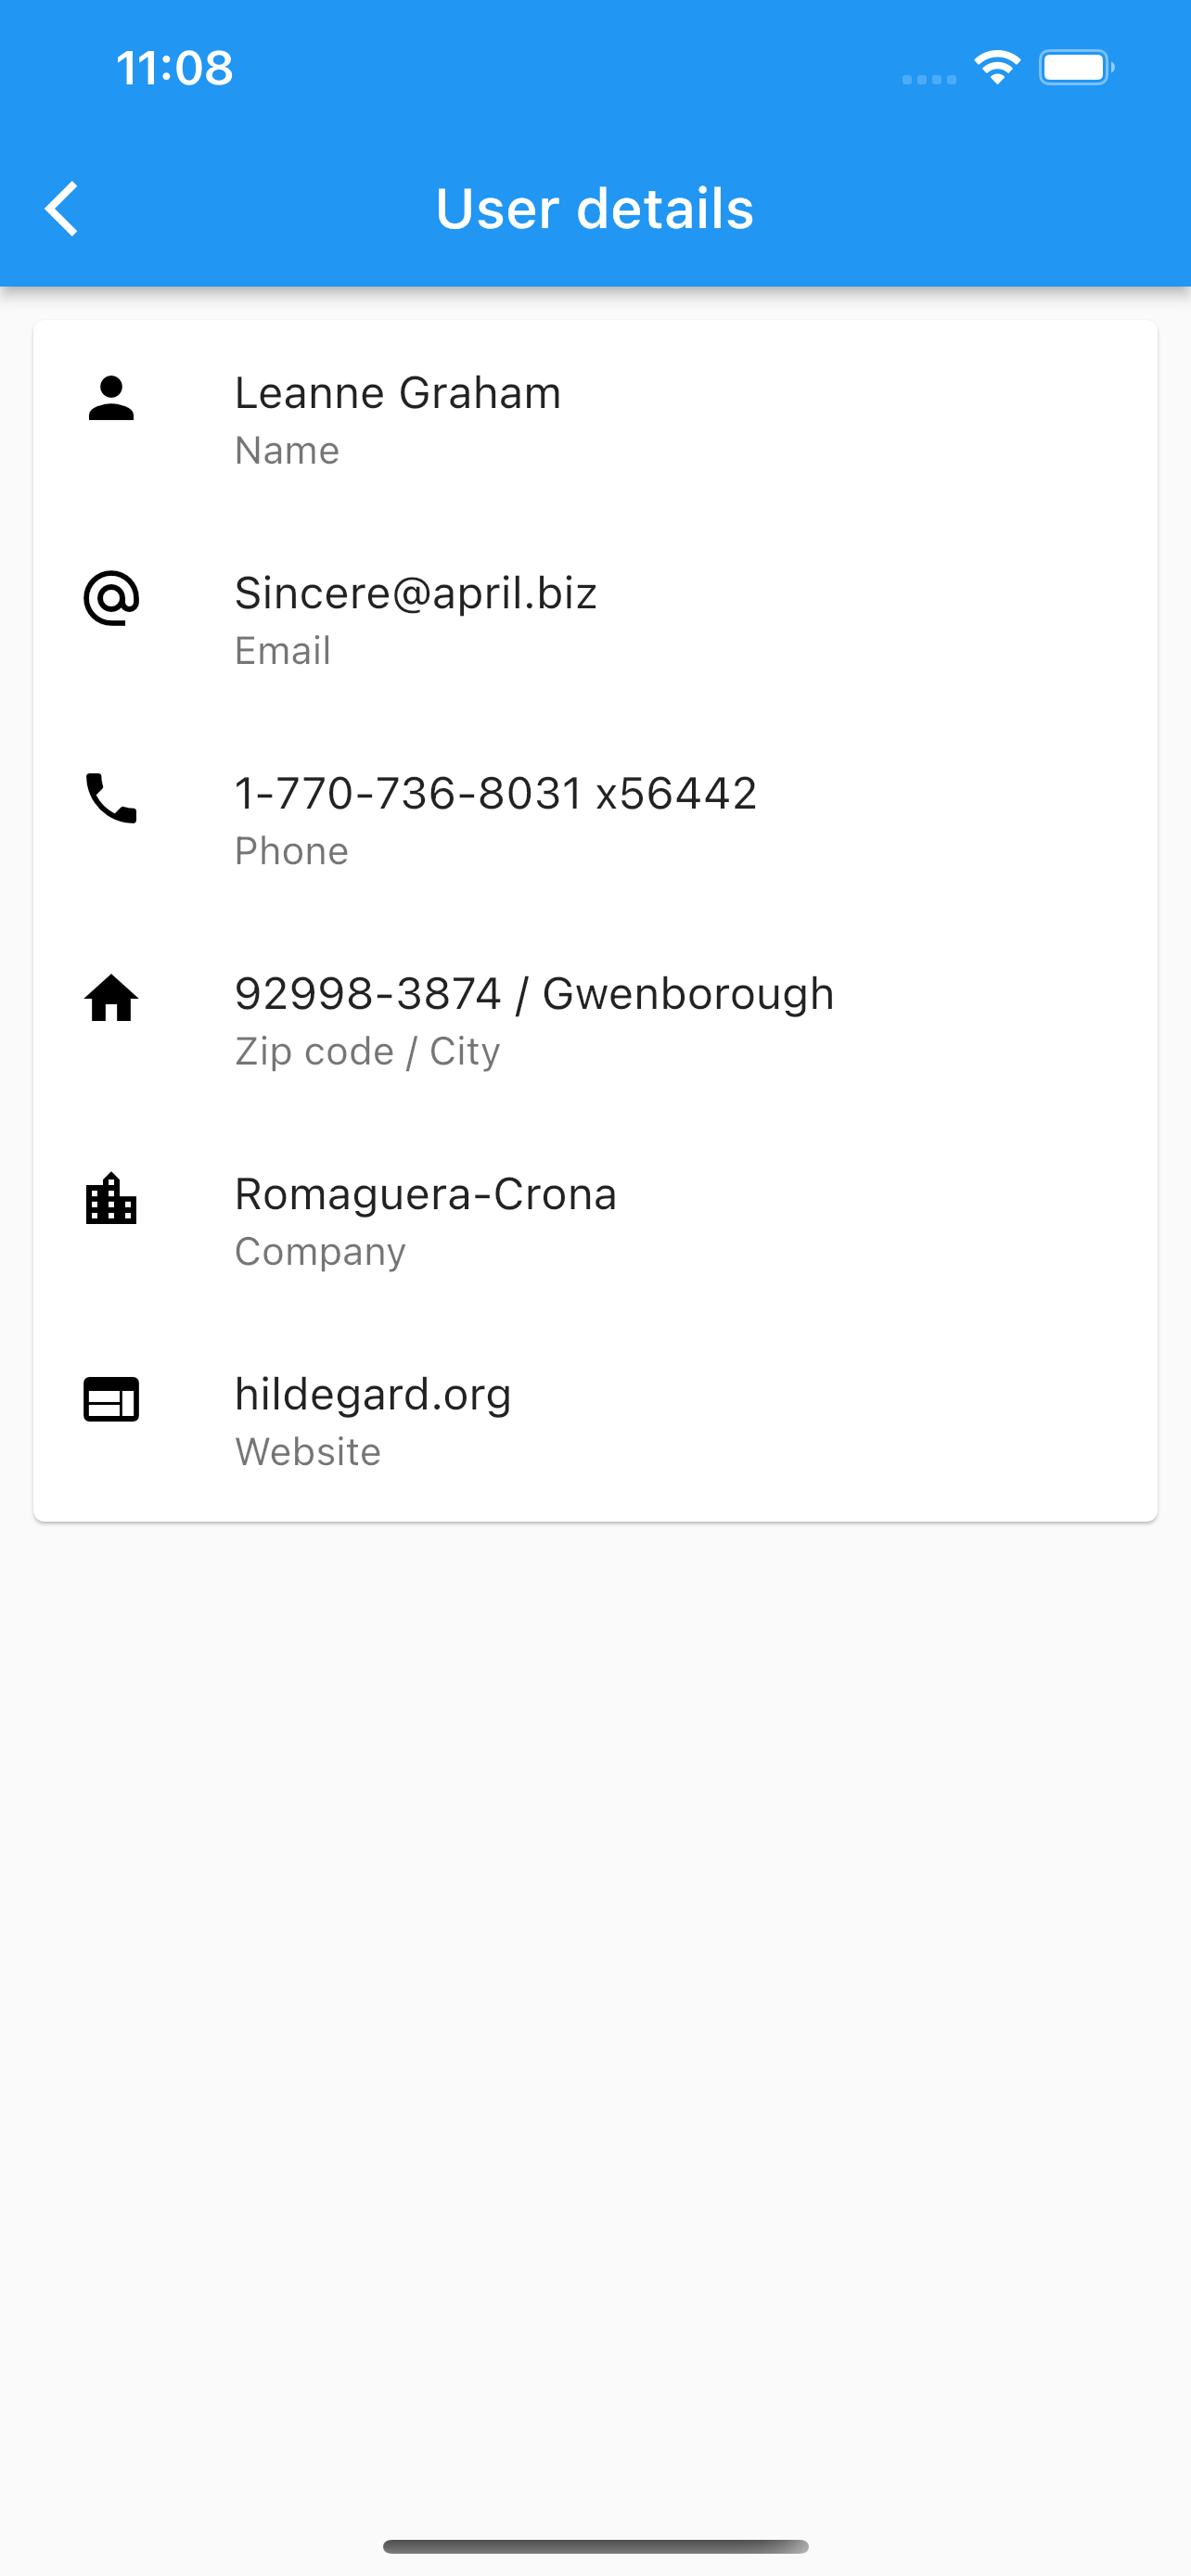 11:08
User details
Leanne Graham
Name
Sincere@april.biz
Email
1-770-736-8031 x56442
Phone
92998-3874 / Gwenborough
Zip code / City
Romaguera-Crona
Company
hildegard.org
Website